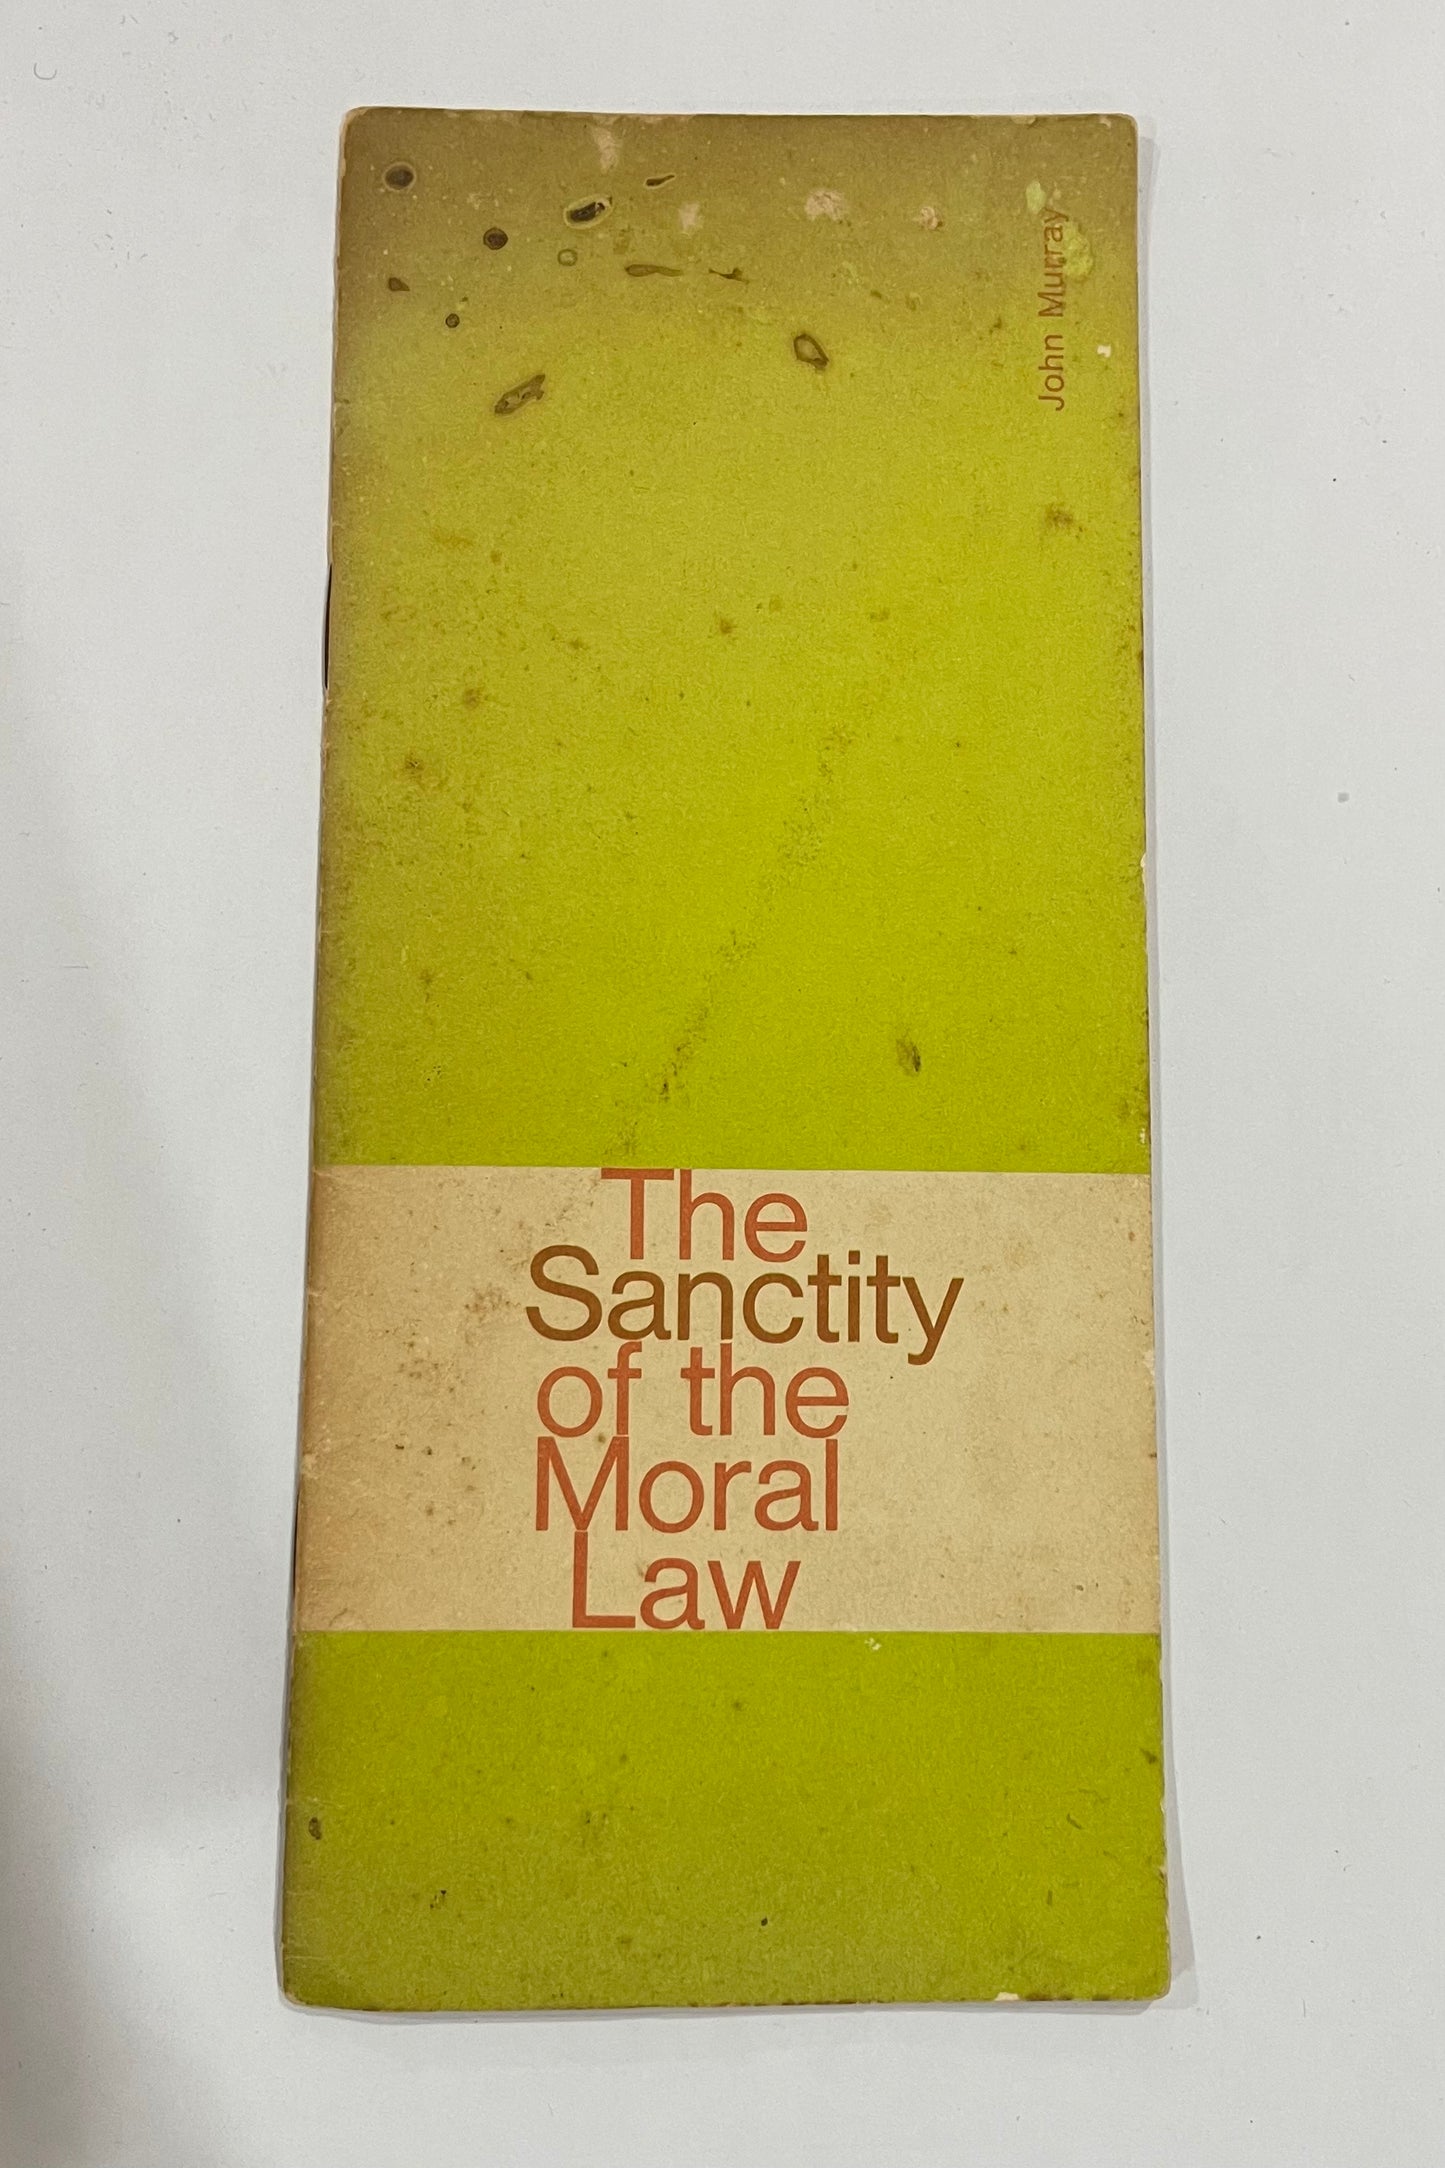 John Murray
The
Sanctity
of the
Moral
Law